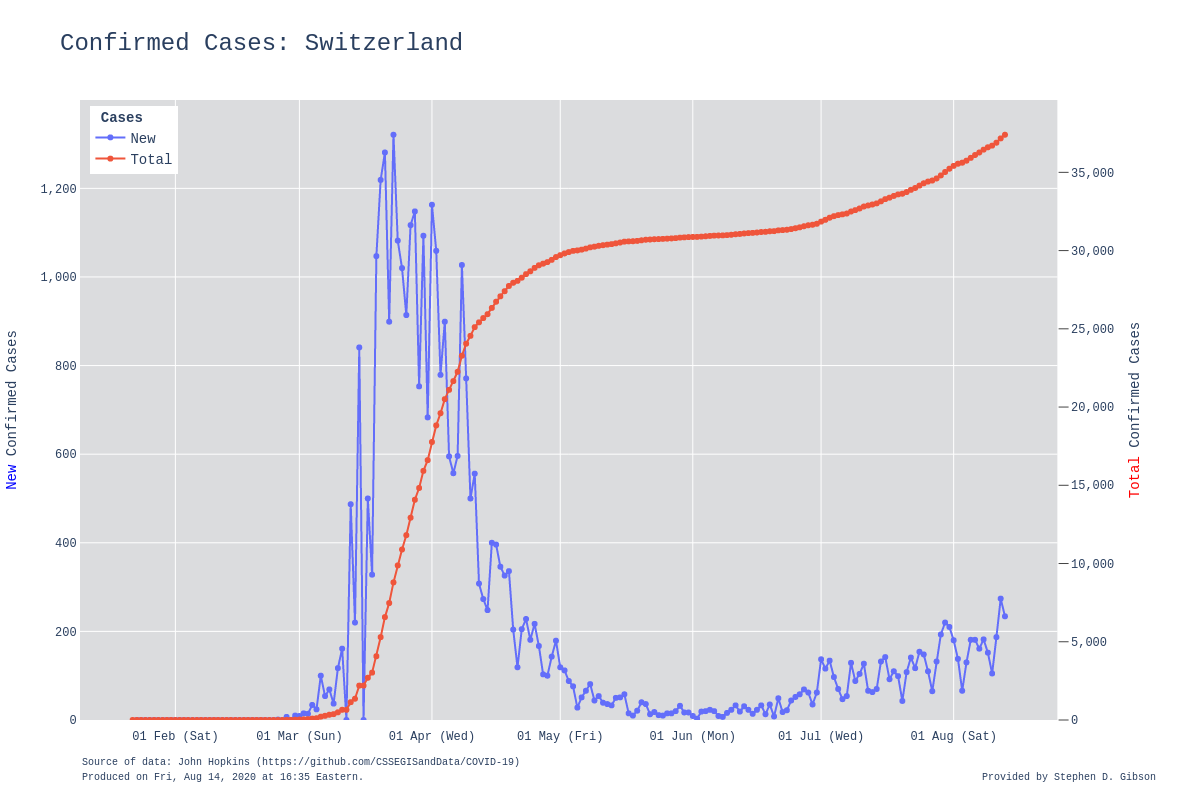 Confirmed Cases: Switzerland
Cases
New
Total
1,200
1,000
800
600
400
200
0
New Confirmed Cases
35,000
30,000
25,000
20,000
15,000
10,000
5,000
0
Total Confirmed Cases
01 Feb (Sat) 01 Mar (Sun) 01 Apr (Wed) 01 May (Fri) 01 Jun (Mon) 01 Jul (Wed) 01 Aug (Sat)
Source of data: John Hopkins (https://github.com/CSSEGISandData/COVID-19)
Produced on Fri, Aug 14, 2020 at 16:35 Eastern.
Provided by Stephen D. Gibson